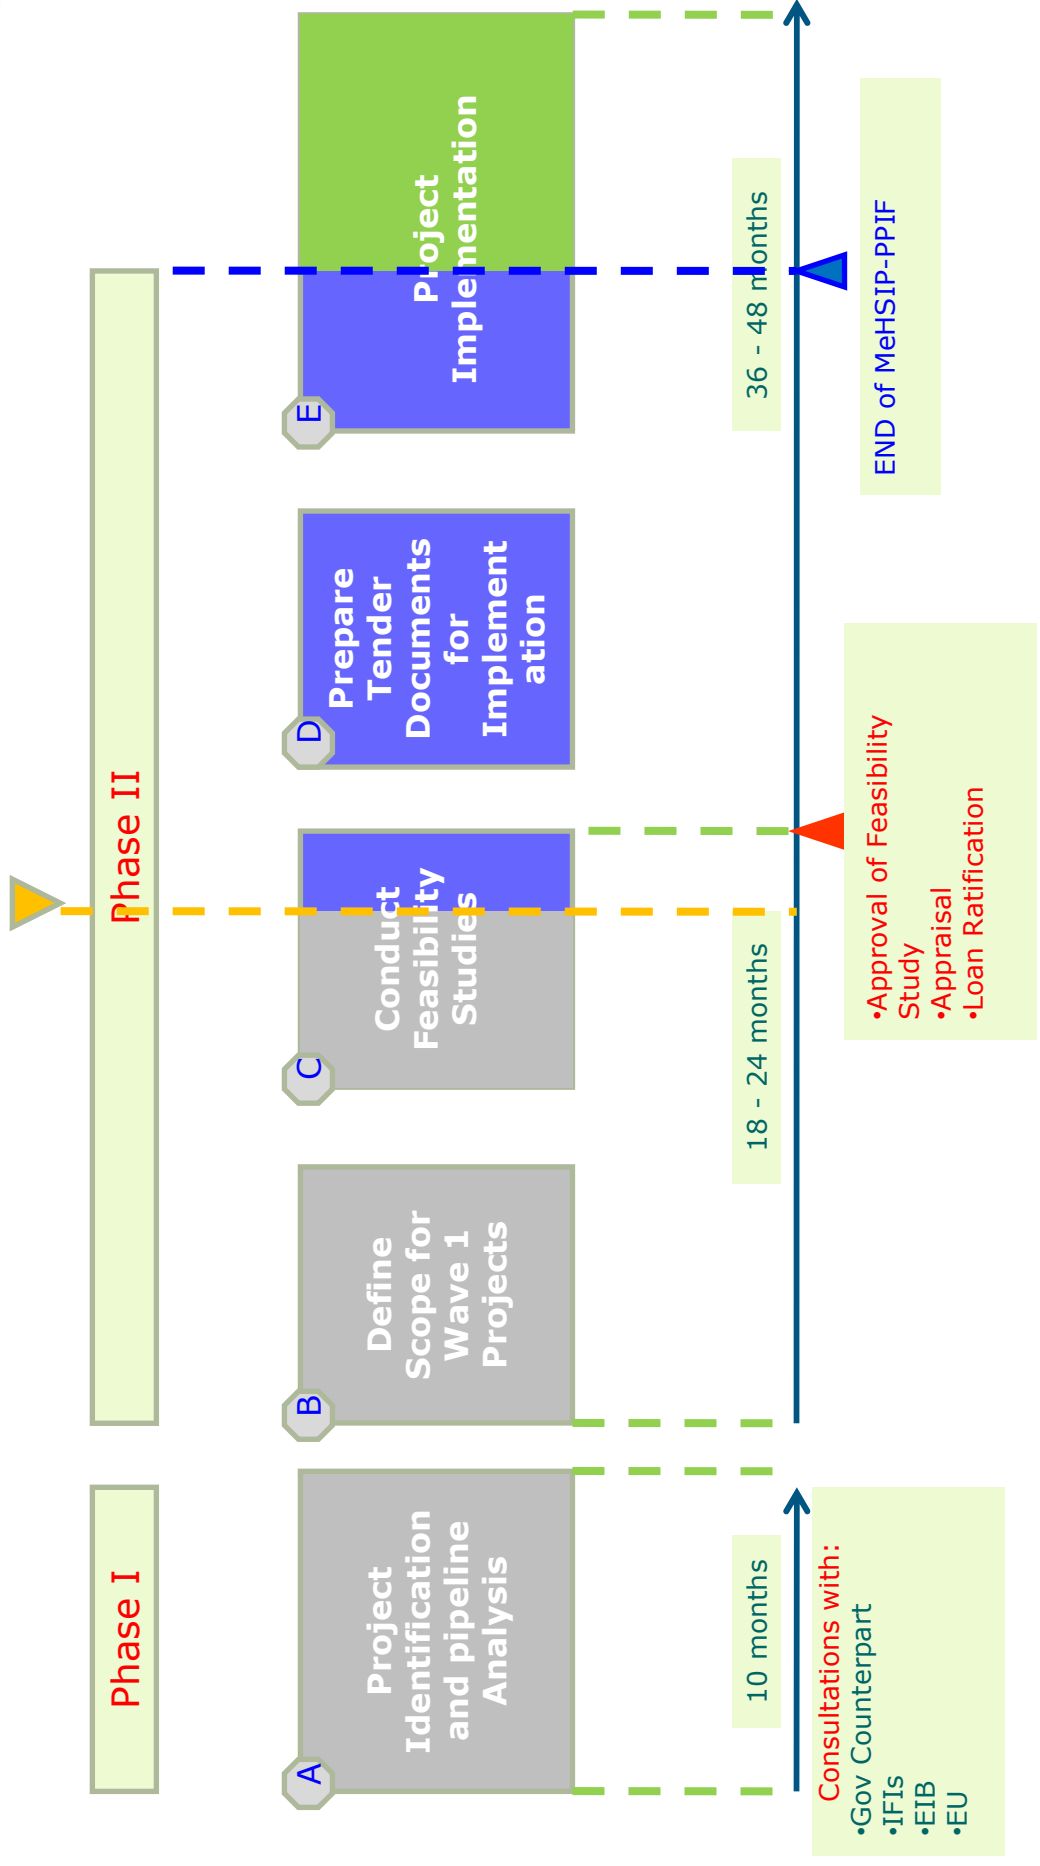 Phase I
Phase II
A
Project
Identification
and pipeline
Analysis
B
Define
Scope for
Wave 1
Projects
C
Conduct
Feasibility
Studies
D
Prepare
Tender
Documents
for
Implement
ation
E
Project
Implementation
10 months
18 - 24 months
36 - 48 months
Consultations with:
•Gov Counterpart
•IFIs
•EIB
•EU
•Approval of Feasibility
Study
•Appraisal
•Loan Ratification
END of MeHSIP-PPIF